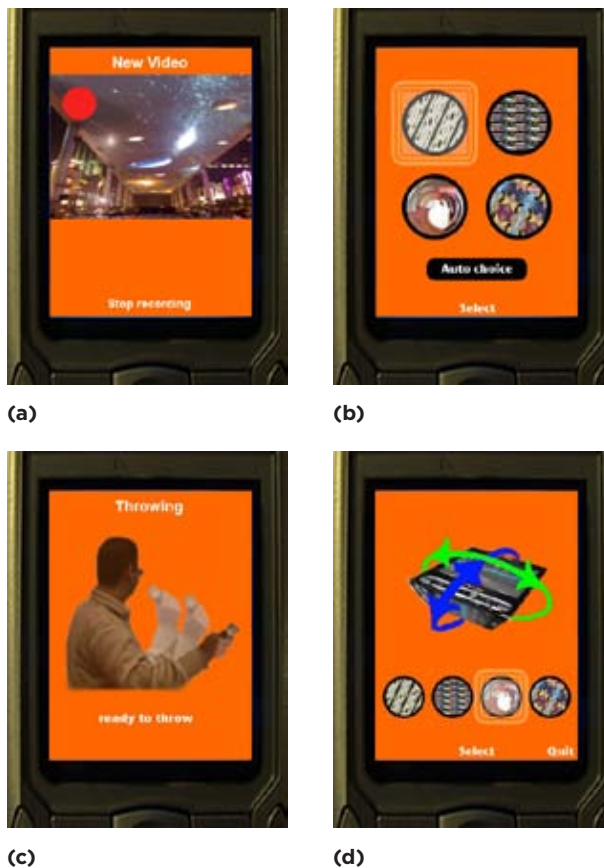 New Video
Stop recording
(a)
Auto choice
Select
(b)
Throwing
ready to throw
(c)
Select Quit
(d)